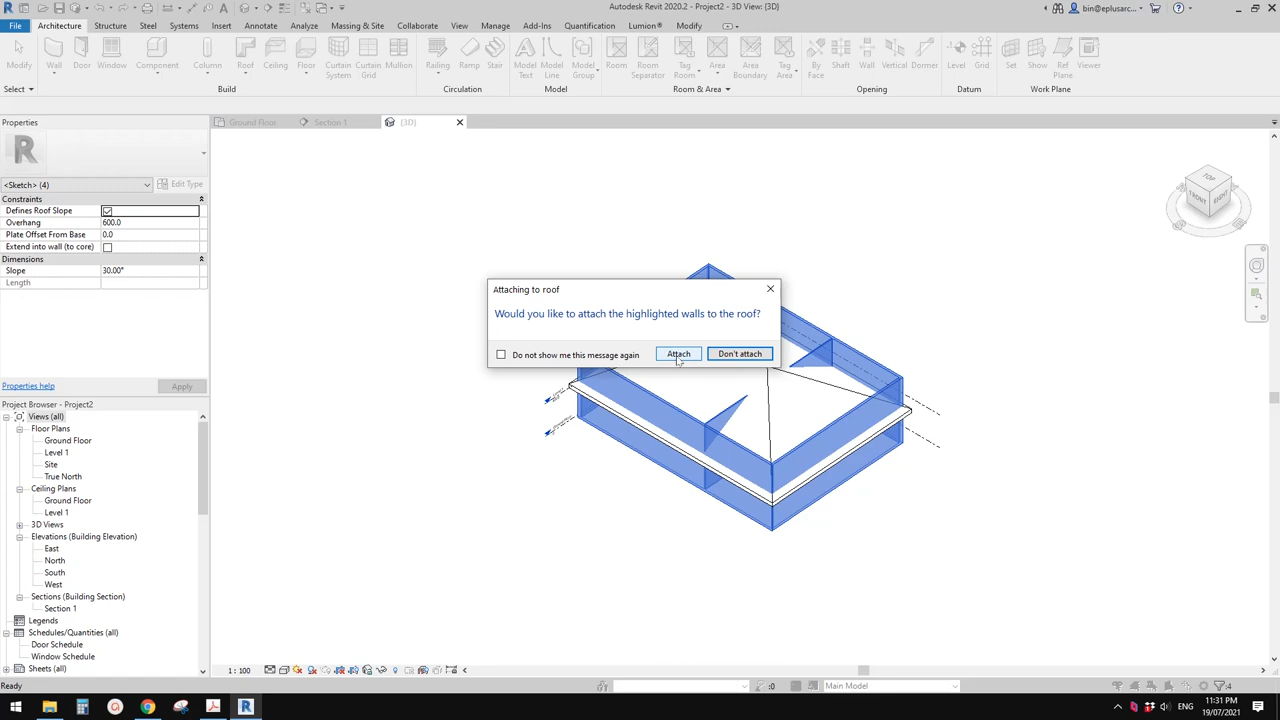 Autodesk Revit 2020.2 - Project2 - 3D View: {3D}
bin@eplusarc...
File
Architecture
Structure
Steel
Systems
Insert
Annotate
Analyze
Massing & Site
Collaborate
View
Manage
Add-Ins
Quantification
Lumion®
Modify
Modify
Wall
Door
Window
Component
Column
Roof
Ceiling
Floor
Curtain System
Curtain Grid
Mullion
Railing
Ramp
Stair
Model Text
Model Line
Model Group
Room
Room Separator
Tag Room
Area
Area Boundary
Tag Area
By Face
Shaft
Wall
Vertical
Dormer
Level
Grid
Set
Show
Ref Plane
Viewer
Select
Build
Circulation
Model
Room & Area
Opening
Datum
Work Plane
Properties
Ground Floor
Section 1
{3D}
<Sketch> (4)
Edit Type
Constraints
Defines Roof Slope
Overhang 600.0
Plate Offset From Base 0.0
Extend into wall (to core)
Dimensions
Slope 30.00°
Length
Properties help
Apply
TOP
FRONT
RIGHT
Attaching to roof
Would you like to attach the highlighted walls to the roof?
Do not show me this message again
Attach
Don't attach
Project Browser - Project2
Views (all)
Floor Plans
Ground Floor
Level 1
Site
True North
Ceiling Plans
Ground Floor
Level 1
3D Views
Elevations (Building Elevation)
East
North
South
West
Sections (Building Section)
Section 1
Legends
Schedules/Quantities (all)
Door Schedule
Window Schedule
Sheets (all)
1 : 100
Ready
:0
Main Model
:4
ENG
11:31 PM
19/07/2021